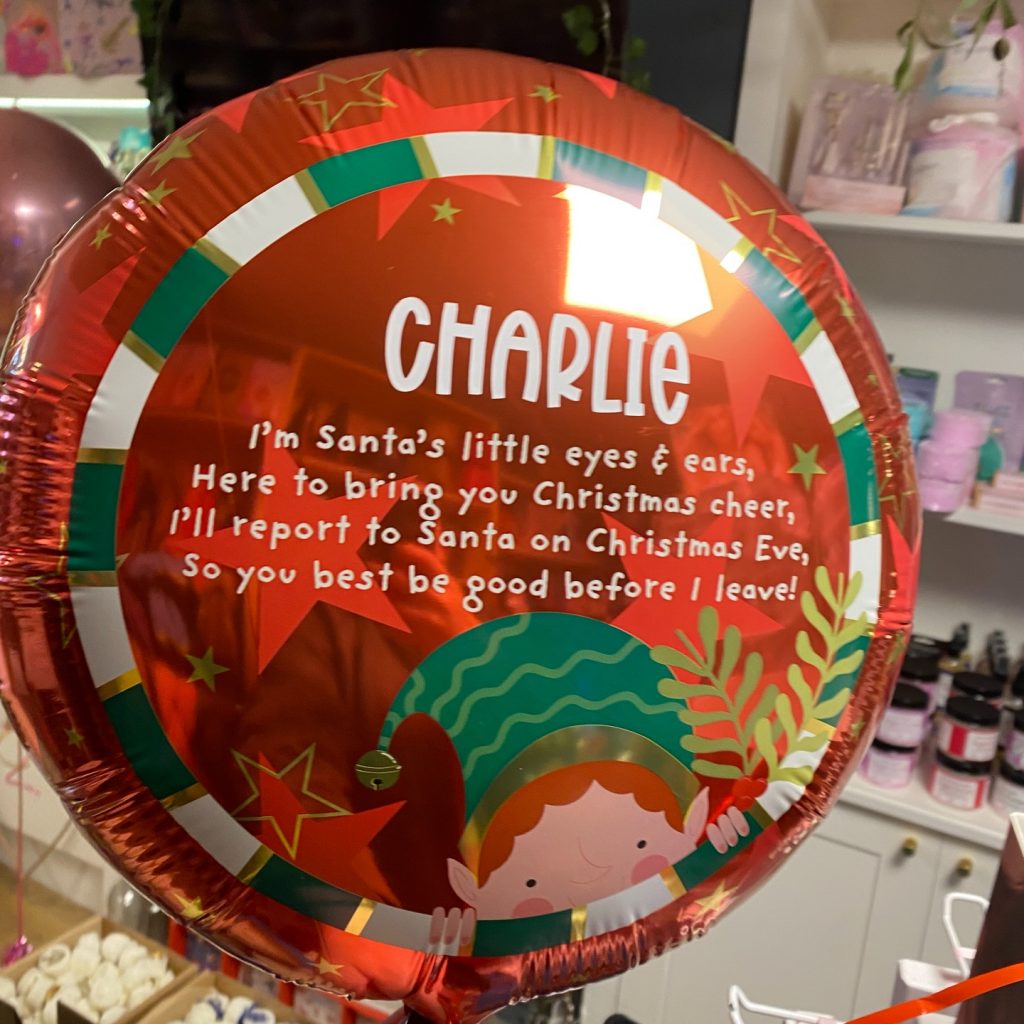 CHARLIE
I'm Santa's little eyes & ears,
Here to bring you Christmas cheer,
I'll report to Santa on Christmas Eve,
So you best be good before I leave!